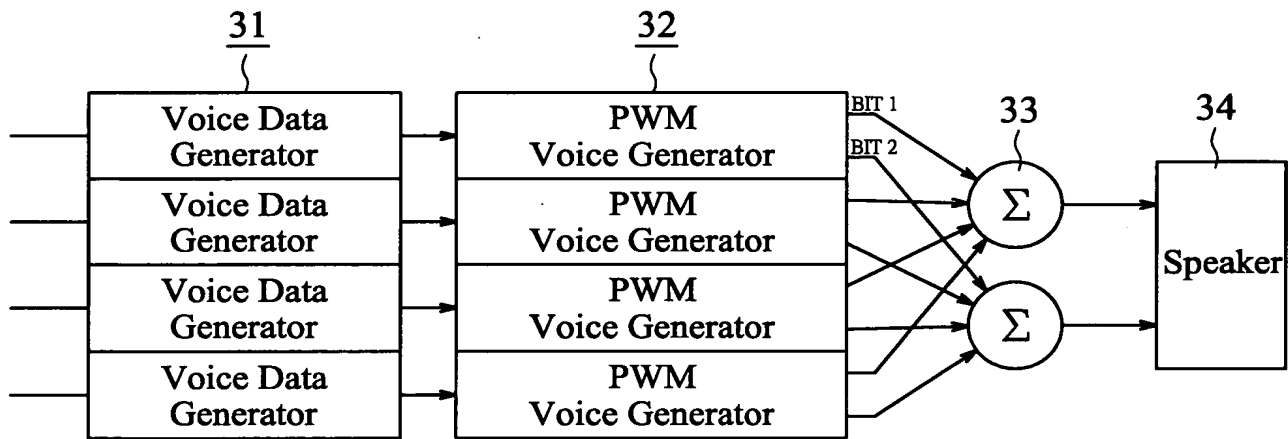 31
32
33
34
Voice Data
Generator
PWM
Voice Generator
BIT 1
BIT 2
Voice Data
Generator
PWM
Voice Generator
Voice Data
Generator
PWM
Voice Generator
Voice Data
Generator
PWM
Voice Generator
Σ
Σ
Speaker